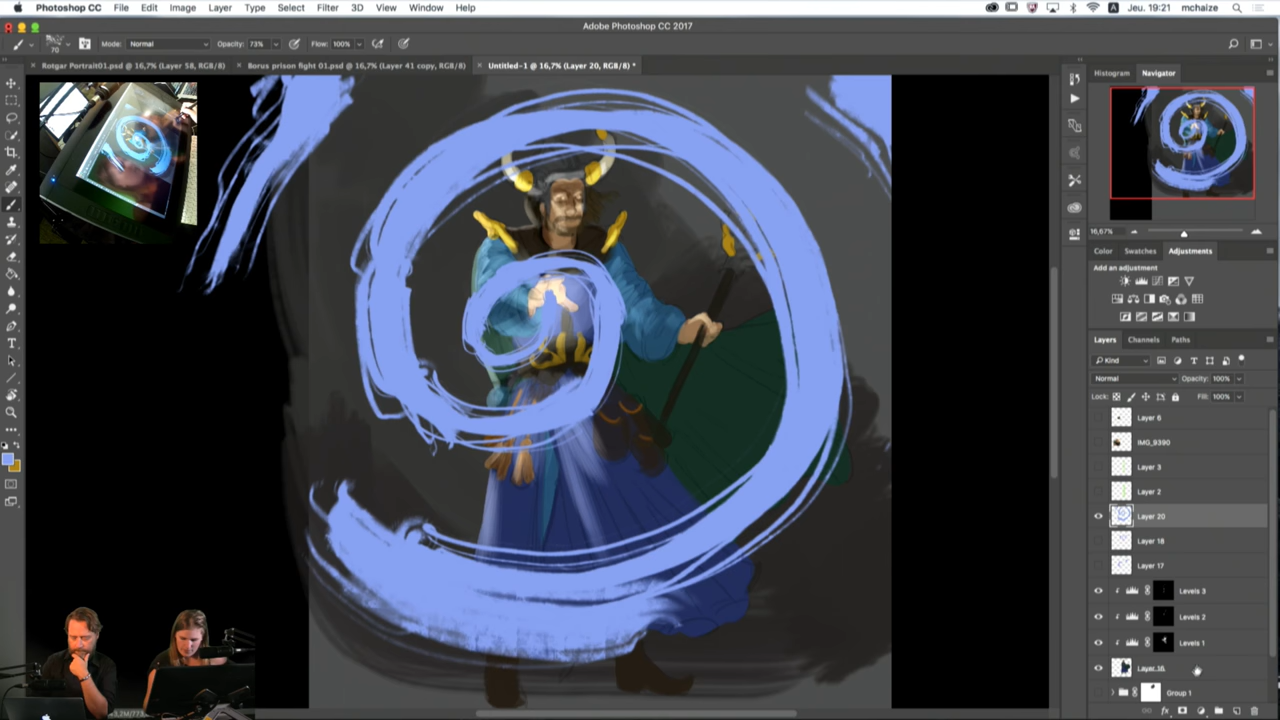 Photoshop CC File Edit Image Layer Type Select Filter 3D View Window Help
A Jeu. 19:21 mchaize
Adobe Photoshop CC 2017
70 Mode: Normal Opacity: 73% Flow: 100%
× Rotgar Portrait01.psd @ 16,7% (Layer 58, RGB/8) * × Borus prison fight 01.psd @ 16,7% (Layer 41 copy, RGB/8) * × Untitled-1 @ 16,7% (Layer 20, RGB/8) *
Histogram Navigator
16,67%
Color Swatches Adjustments
Add an adjustment
Layers Channels Paths
Kind
Normal Opacity: 100%
Lock: Fill: 100%
Layer 6
IMG_9390
Layer 3
Layer 2
Layer 20
Layer 18
Layer 17
Levels 3
Levels 2
Levels 1
Layer 16
Group 1
fx